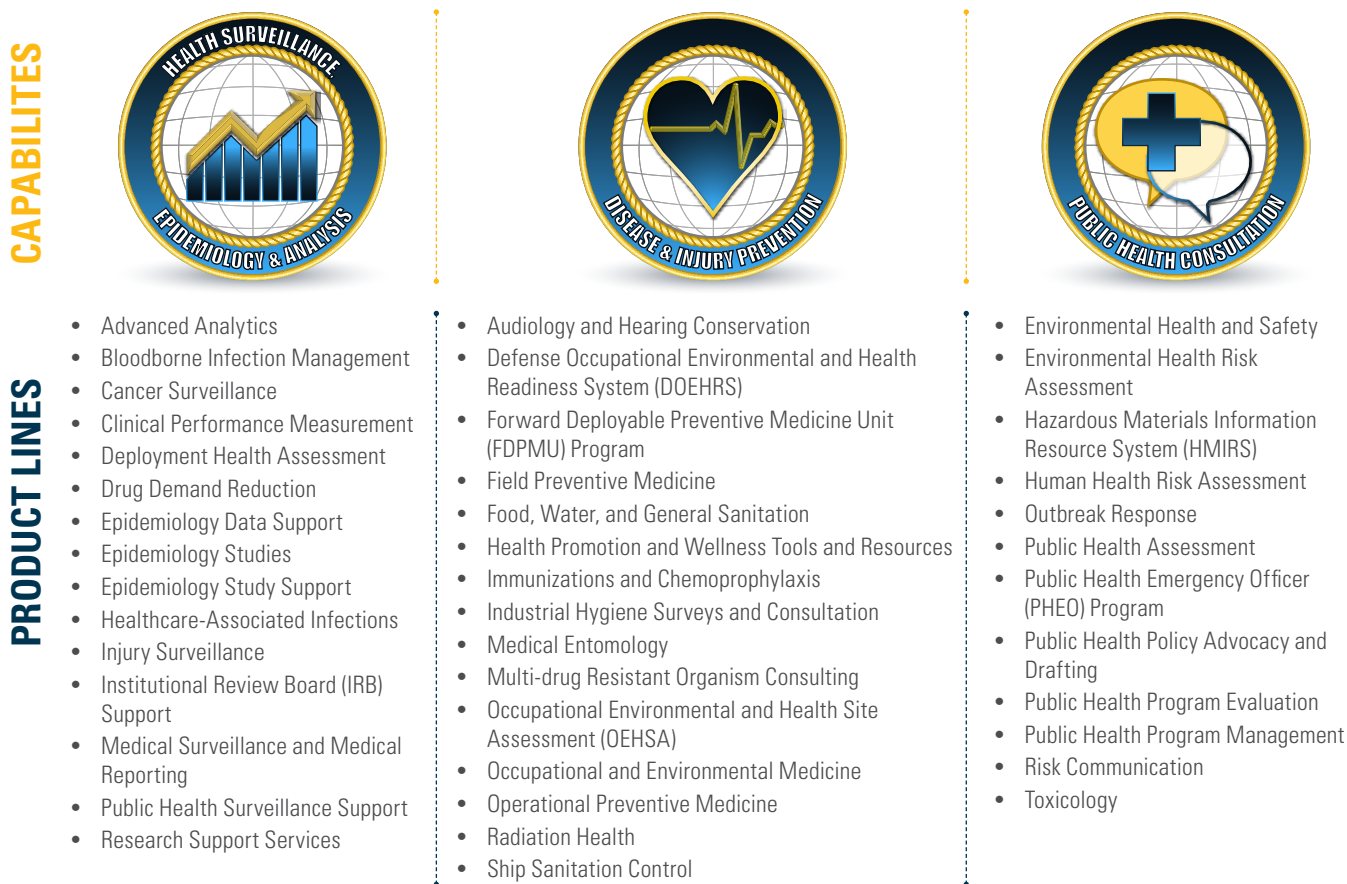 CAPABILITES
HEALTH SURVEILLANCE
EPIDEMIOLOGY & ANALYSIS
DISEASE & INJURY PREVENTION
PUBLIC HEALTH CONSULTATION
PRODUCT LINES
• Advanced Analytics
• Bloodborne Infection Management
• Cancer Surveillance
• Clinical Performance Measurement
• Deployment Health Assessment
• Drug Demand Reduction
• Epidemiology Data Support
• Epidemiology Studies
• Epidemiology Study Support
• Healthcare-Associated Infections
• Injury Surveillance
• Institutional Review Board (IRB)
Support
• Medical Surveillance and Medical
Reporting
• Public Health Surveillance Support
• Research Support Services
• Audiology and Hearing Conservation
• Defense Occupational Environmental and Health
Readiness System (DOEHRS)
• Forward Deployable Preventive Medicine Unit
(FDPMU) Program
• Field Preventive Medicine
• Food, Water, and General Sanitation
• Health Promotion and Wellness Tools and Resources
• Immunizations and Chemoprophylaxis
• Industrial Hygiene Surveys and Consultation
• Medical Entomology
• Multi-drug Resistant Organism Consulting
• Occupational Environmental and Health Site
Assessment (OEHSA)
• Occupational and Environmental Medicine
• Operational Preventive Medicine
• Radiation Health
• Ship Sanitation Control
• Environmental Health and Safety
• Environmental Health Risk
Assessment
• Hazardous Materials Information
Resource System (HMIRS)
• Human Health Risk Assessment
• Outbreak Response
• Public Health Assessment
• Public Health Emergency Officer
(PHEO) Program
• Public Health Policy Advocacy and
Drafting
• Public Health Program Evaluation
• Public Health Program Management
• Risk Communication
• Toxicology